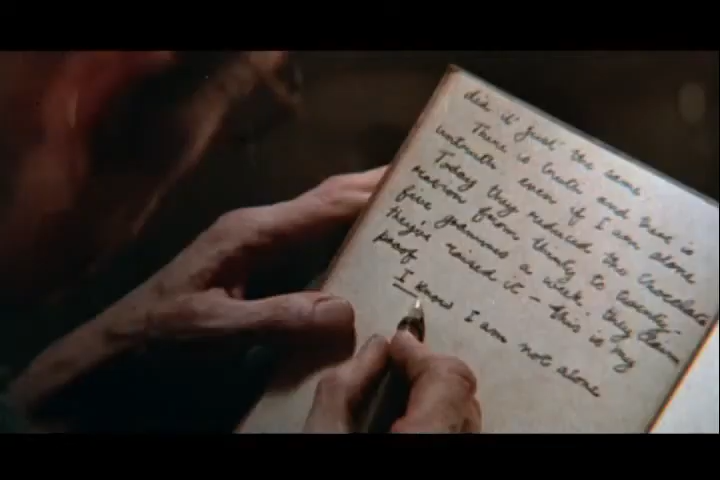 did it just the same.
There is truth and there is
untruth even if I am alone
Today they reduced the chocolate
ration from thirty to twenty-
five grammes a week. They claim
they've raised it - this is my
proof
I know I am not alone